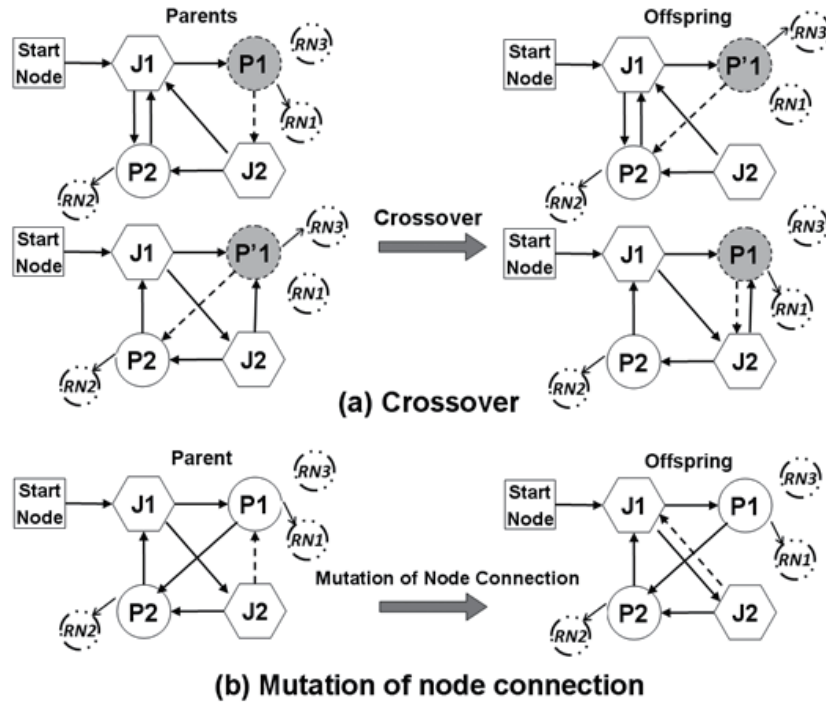 Parents
Offspring
Start
Node
J1
P1
RN3
RN1
P2
J2
RN2
Start
Node
J1
P'1
RN3
RN1
P2
J2
RN2
Crossover
Start
Node
J1
P'1
RN3
RN1
P2
J2
RN2
Start
Node
J1
P1
RN3
RN1
P2
J2
RN2
(a) Crossover
Parent
Offspring
Start
Node
J1
P1
RN3
RN1
P2
J2
RN2
Mutation of Node Connection
Start
Node
J1
P1
RN3
RN1
P2
J2
RN2
(b) Mutation of node connection